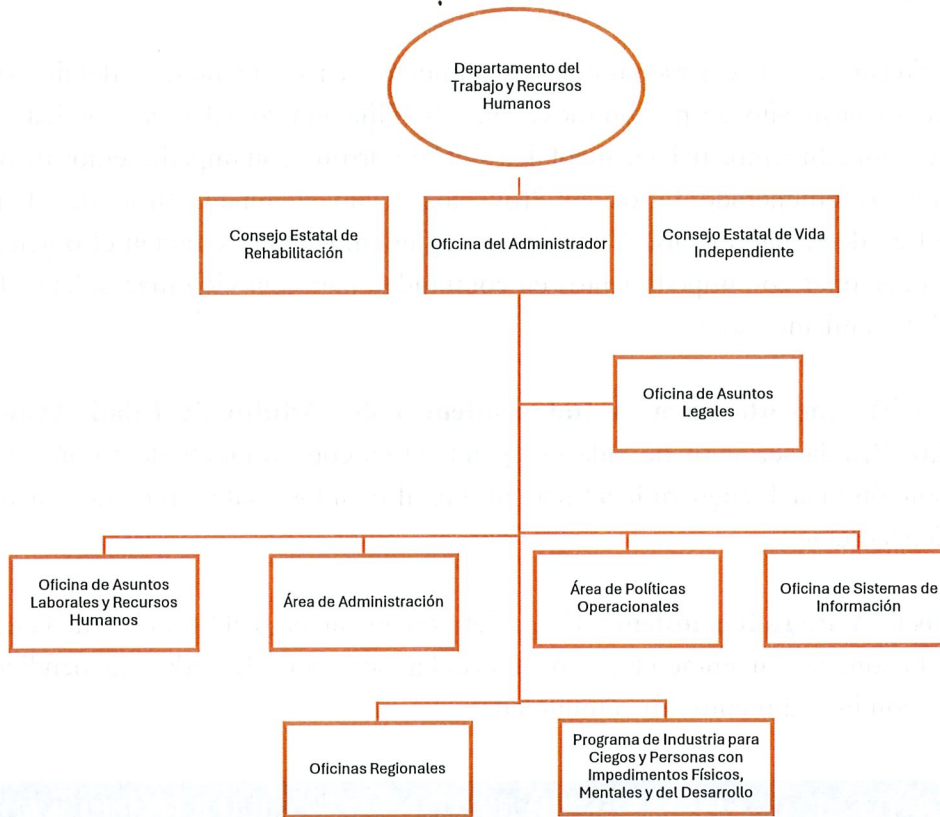 Departamento del
Trabajo y Recursos
Humanos
Consejo Estatal de
Rehabilitación
Oficina del Administrador
Consejo Estatal de Vida
Independiente
Oficina de Asuntos
Legales
Oficina de Asuntos
Laborales y Recursos
Humanos
Área de Administración
Área de Políticas
Operacionales
Oficina de Sistemas de
Información
Oficinas Regionales
Programa de Industria para
Ciegos y Personas con
Impedimentos Físicos,
Mentales y del Desarrollo